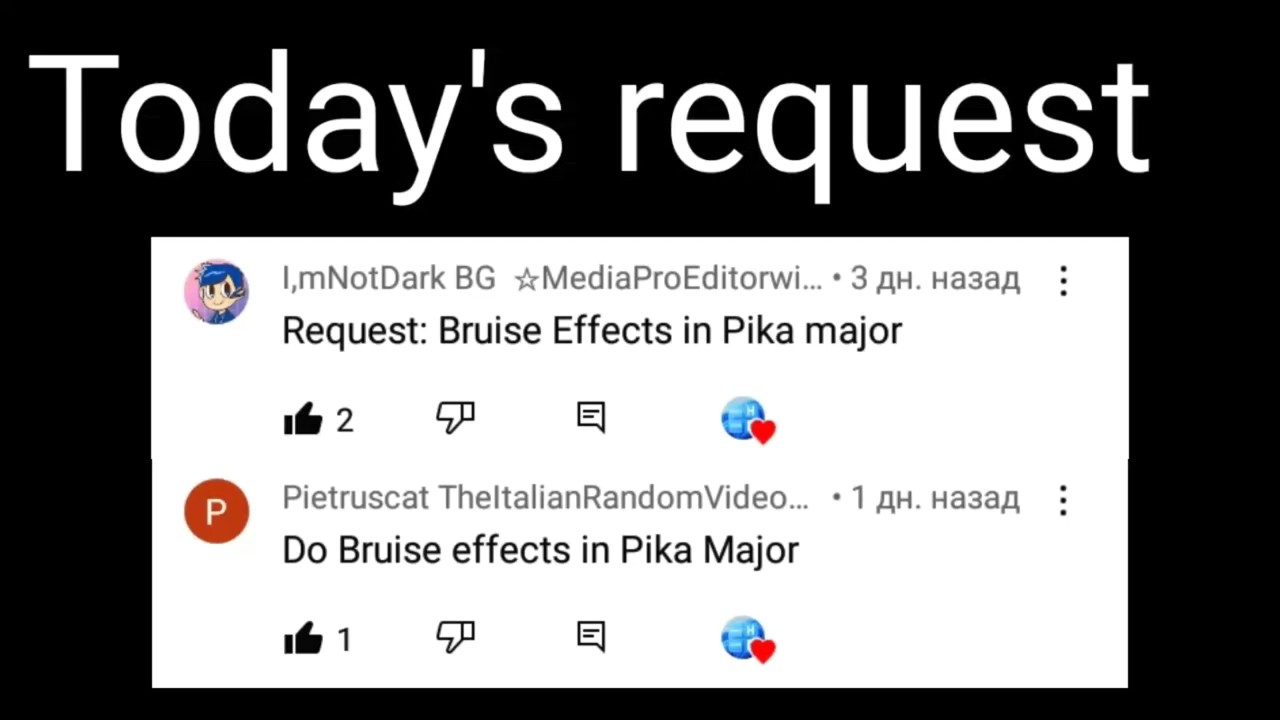 Today's request
I,mNotDark BG ☆MediaProEditorwi... • 3 дн. назад
Request: Bruise Effects in Pika major
2
H
P
Pietruscat TheItalianRandomVideo... • 1 дн. назад
Do Bruise effects in Pika Major
1
H